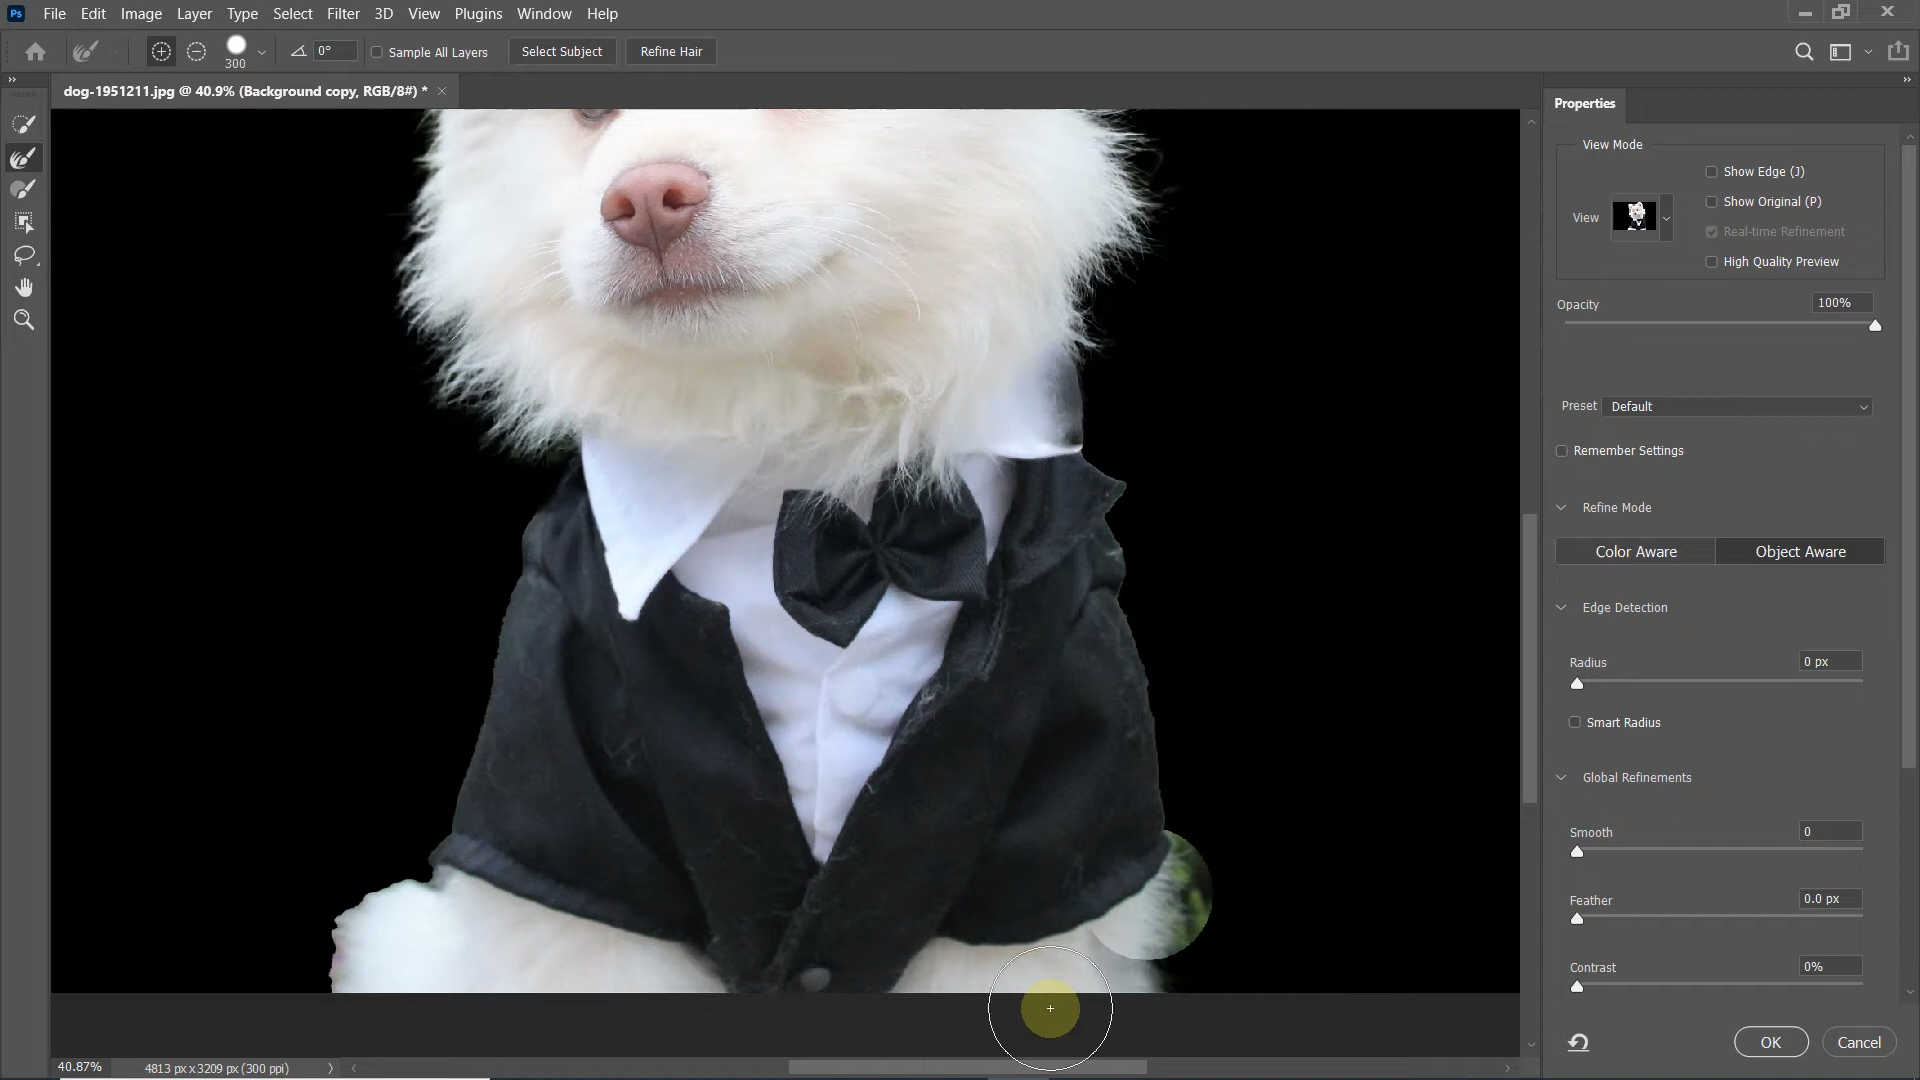 Ps File Edit Image Layer Type Select Filter 3D View Plugins Window Help
300 0° Sample All Layers Select Subject Refine Hair
dog-1951211.jpg @ 40.9% (Background copy, RGB/8#) *
Properties
View Mode
Show Edge (J)
Show Original (P)
View
Real-time Refinement
High Quality Preview
Opacity 100%
Preset Default
Remember Settings
Refine Mode
Color Aware Object Aware
Edge Detection
Radius 0 px
Smart Radius
Global Refinements
Smooth 0
Feather 0.0 px
Contrast 0%
OK Cancel
40.87% 4813 px x 3209 px (300 ppi)